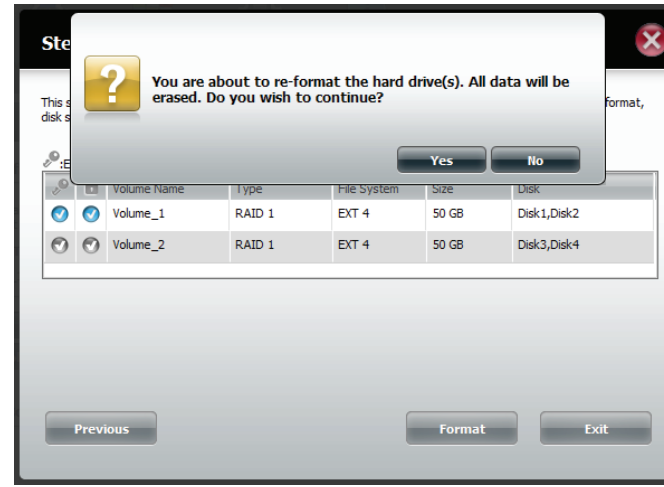 Ste
You are about to re-format the hard drive(s). All data will be
erased. Do you wish to continue?
This s
format,
disk s
Yes No
:E
Volume Name Type File System Size Disk
Volume_1 RAID 1 EXT 4 50 GB Disk1,Disk2
Volume_2 RAID 1 EXT 4 50 GB Disk3,Disk4
Previous Format Exit